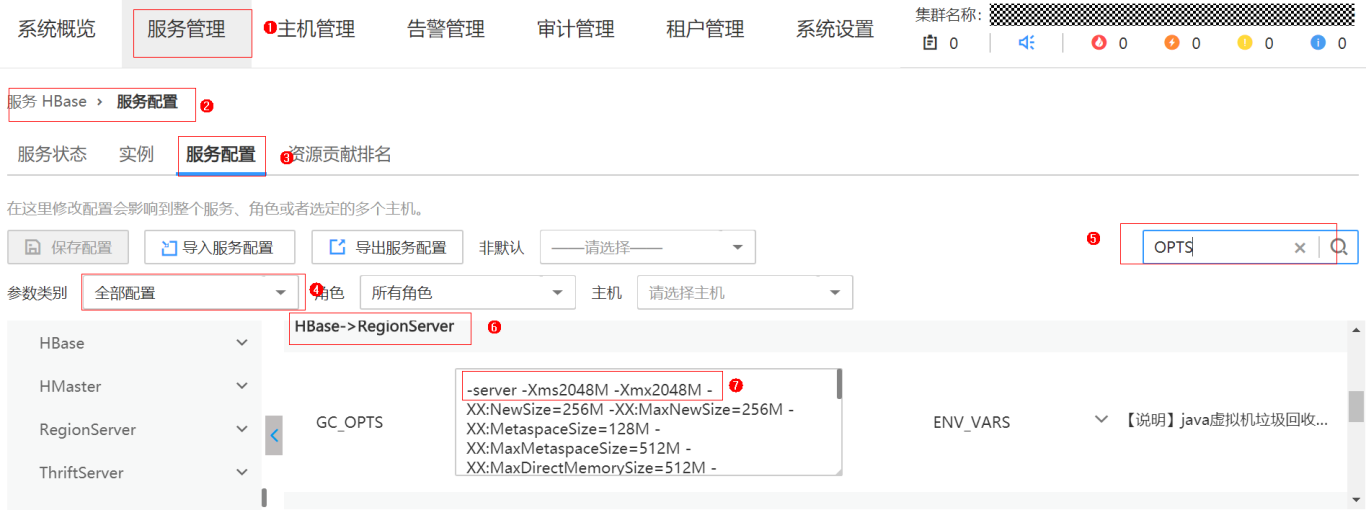 系统概览 服务管理 1 主机管理 告警管理 审计管理 租户管理 系统设置 集群名称:
0 0 0 0 0
服务 HBase > 服务配置 2
服务状态 实例 服务配置 3 资源贡献排名
在这里修改配置会影响到整个服务、角色或者选定的多个主机。
保存配置 导入服务配置 导出服务配置 非默认 ——请选择—— 5 OPTS
参数类别 全部配置 4 角色 所有角色 主机 请选择主机
HBase->RegionServer 6
HBase
HMaster
RegionServer
ThriftServer
GC_OPTS
-server -Xms2048M -Xmx2048M - 7
XX:NewSize=256M -XX:MaxNewSize=256M -
XX:MetaspaceSize=128M -
XX:MaxMetaspaceSize=512M -
XX:MaxDirectMemorySize=512M -
ENV_VARS 【说明】java虚拟机垃圾回收...